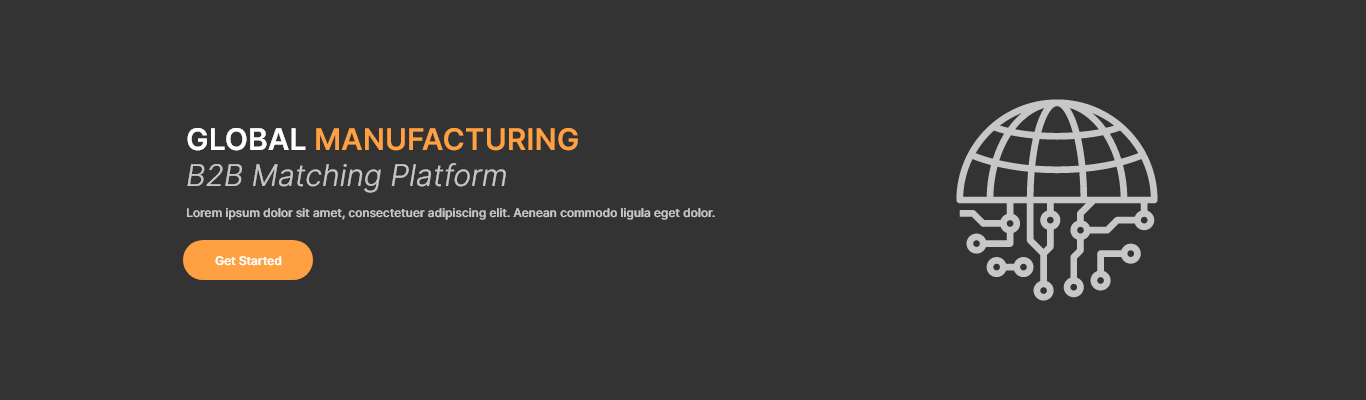 GLOBAL MANUFACTURING
B2B Matching Platform
Lorem ipsum dolor sit amet, consectetuer adipiscing elit. Aenean commodo ligula eget dolor.
Get Started